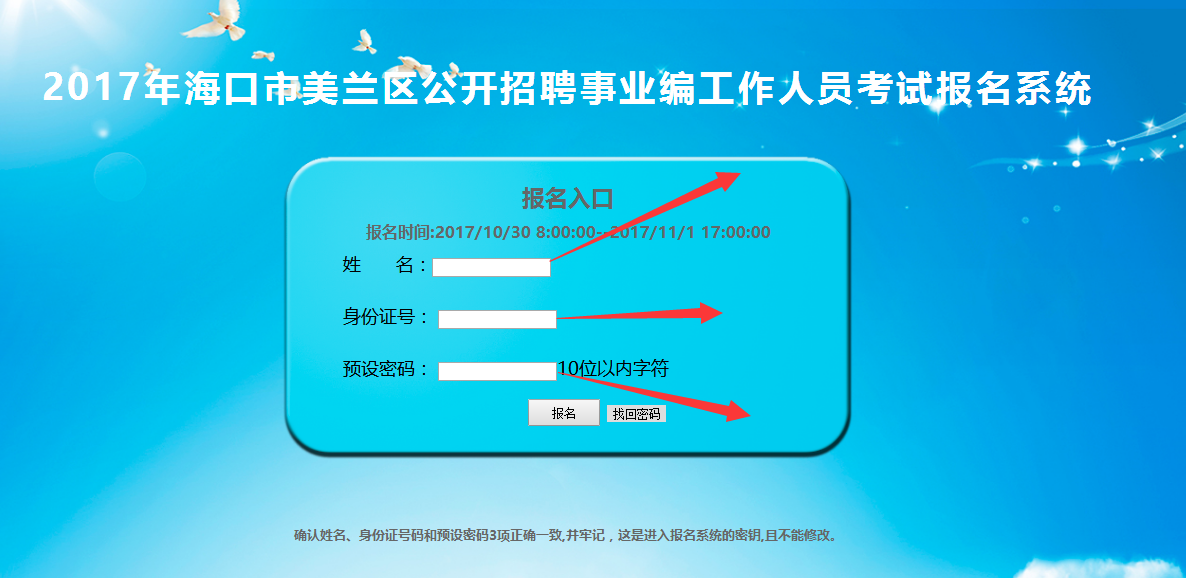 2017年海口市美兰区公开招聘事业编工作人员考试报名系统
报名入口
报名时间:2017/10/30 8:00:00--2017/11/1 17:00:00
姓 名：
身份证号：
预设密码： 10位以内字符
报名 找回密码
确认姓名、身份证号码和预设密码3项正确一致,并牢记，这是进入报名系统的密钥,且不能修改。